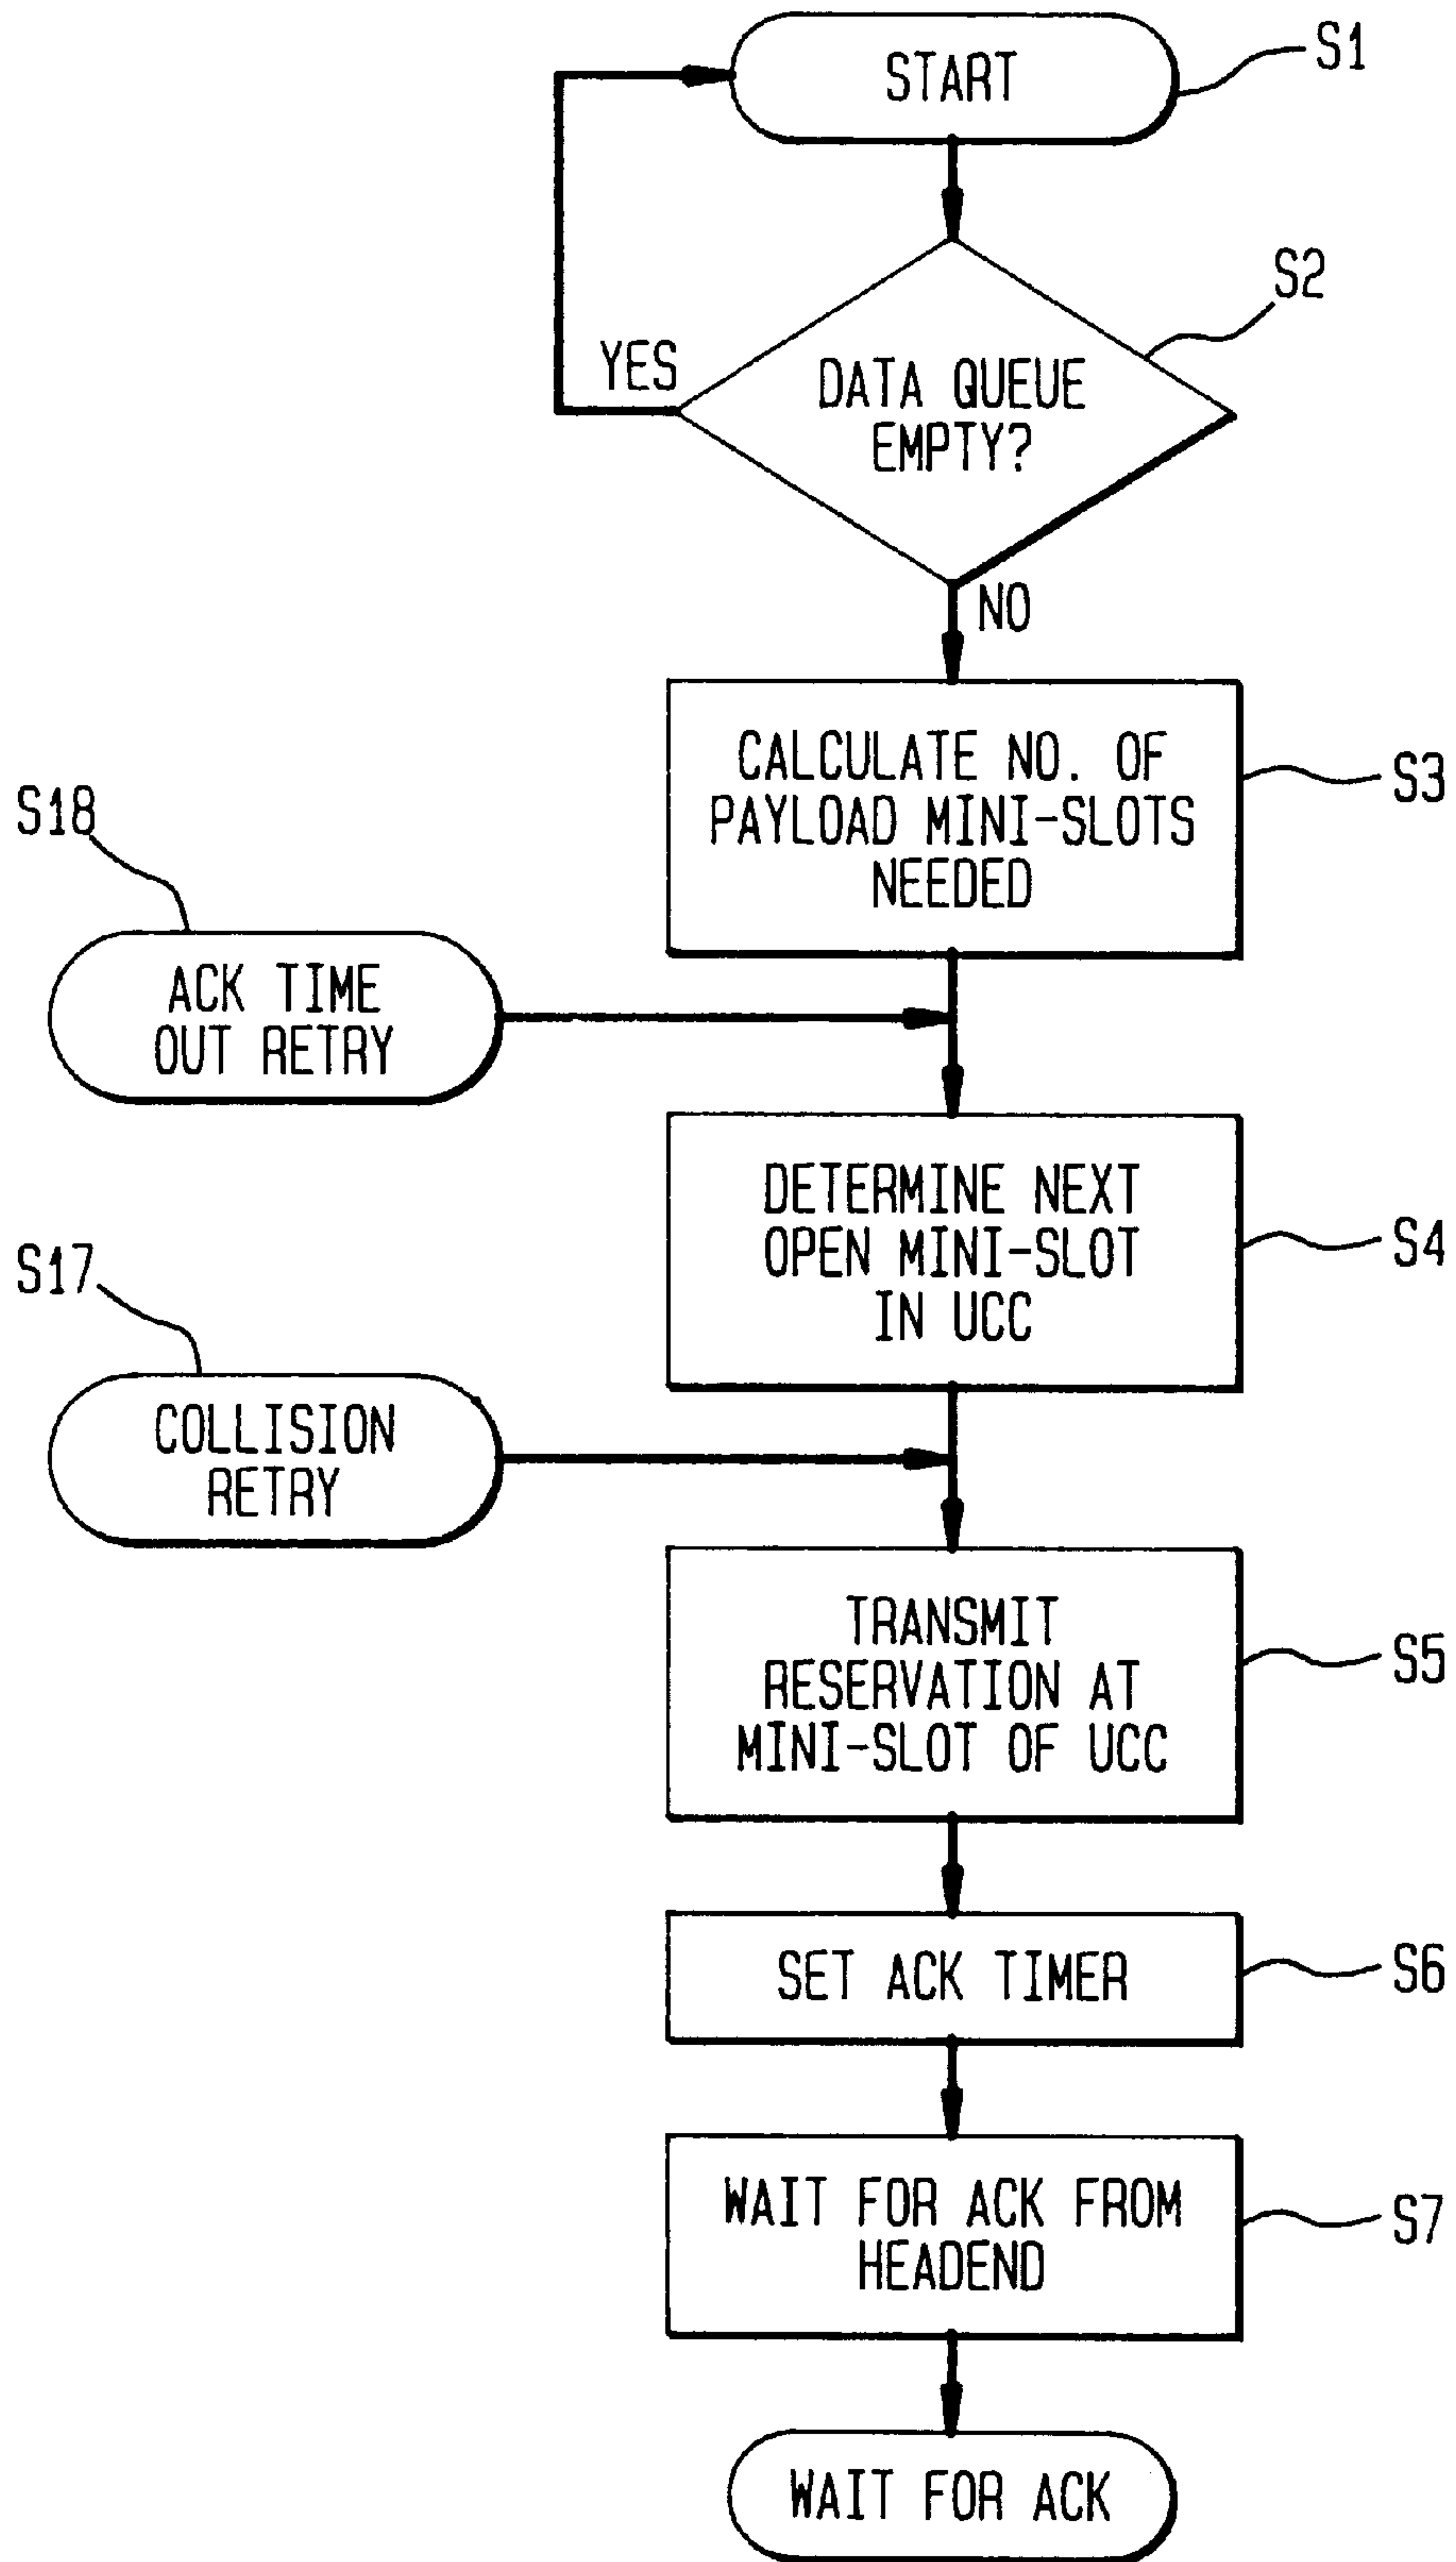 START
S1
S2
YES
DATA QUEUE
EMPTY?
NO
CALCULATE NO. OF
PAYLOAD MINI-SLOTS
NEEDED
S3
S18
ACK TIME
OUT RETRY
DETERMINE NEXT
OPEN MINI-SLOT
IN UCC
S4
S17
COLLISION
RETRY
TRANSMIT
RESERVATION AT
MINI-SLOT OF UCC
S5
SET ACK TIMER
S6
WAIT FOR ACK FROM
HEADEND
S7
WAIT FOR ACK